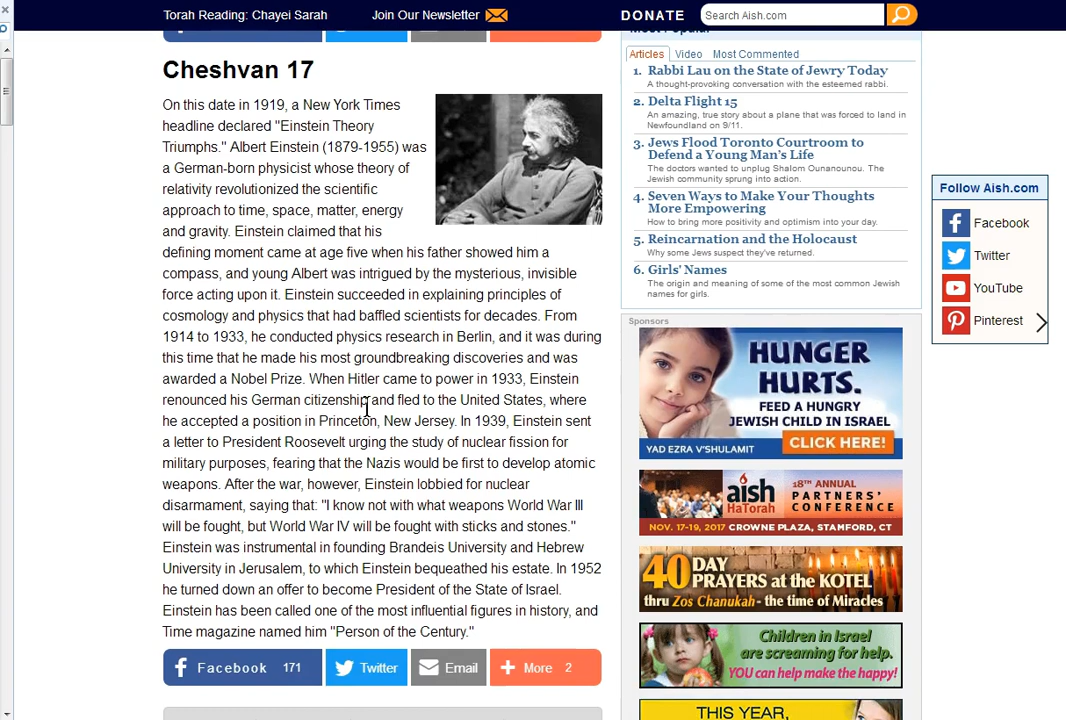 Torah Reading: Chayei Sarah
Join Our Newsletter
DONATE
Search Aish.com
Cheshvan 17
On this date in 1919, a New York Times
headline declared "Einstein Theory
Triumphs." Albert Einstein (1879-1955) was
a German-born physicist whose theory of
relativity revolutionized the scientific
approach to time, space, matter, energy
and gravity. Einstein claimed that his
defining moment came at age five when his father showed him a
compass, and young Albert was intrigued by the mysterious, invisible
force acting upon it. Einstein succeeded in explaining principles of
cosmology and physics that had baffled scientists for decades. From
1914 to 1933, he conducted physics research in Berlin, and it was during
this time that he made his most groundbreaking discoveries and was
awarded a Nobel Prize. When Hitler came to power in 1933, Einstein
renounced his German citizenship and fled to the United States, where
he accepted a position in Princeton, New Jersey. In 1939, Einstein sent
a letter to President Roosevelt urging the study of nuclear fission for
military purposes, fearing that the Nazis would be first to develop atomic
weapons. After the war, however, Einstein lobbied for nuclear
disarmament, saying that: "I know not with what weapons World War III
will be fought, but World War IV will be fought with sticks and stones."
Einstein was instrumental in founding Brandeis University and Hebrew
University in Jerusalem, to which Einstein bequeathed his estate. In 1952
he turned down an offer to become President of the State of Israel.
Einstein has been called one of the most influential figures in history, and
Time magazine named him "Person of the Century."
Facebook 171
Twitter
Email
More 2
Most Popular
Articles Video Most Commented
1. Rabbi Lau on the State of Jewry Today
A thought-provoking conversation with the esteemed rabbi.
2. Delta Flight 15
An amazing, true story about a plane that was forced to land in
Newfoundland on 9/11.
3. Jews Flood Toronto Courtroom to
Defend a Young Man's Life
The doctors wanted to unplug Shalom Ounanounou. The
Jewish community sprung into action.
4. Seven Ways to Make Your Thoughts
More Empowering
How to bring more positivity and optimism into your day.
5. Reincarnation and the Holocaust
Why some Jews suspect they've returned.
6. Girls' Names
The origin and meaning of some of the most common Jewish
names for girls.
Sponsors
HUNGER
HURTS.
FEED A HUNGRY
JEWISH CHILD IN ISRAEL
YAD EZRA V'SHULAMIT
CLICK HERE!
aish
HaTORAH
18TH ANNUAL
PARTNERS'
CONFERENCE
NOV. 17-19, 2017 CROWNE PLAZA, STAMFORD, CT
40 DAY
PRAYERS at the KOTEL
thru Zos Chanukah - the time of Miracles
Children in Israel
are screaming for help.
YOU can help make the happy!
THIS YEAR,
Follow Aish.com
Facebook
Twitter
YouTube
Pinterest